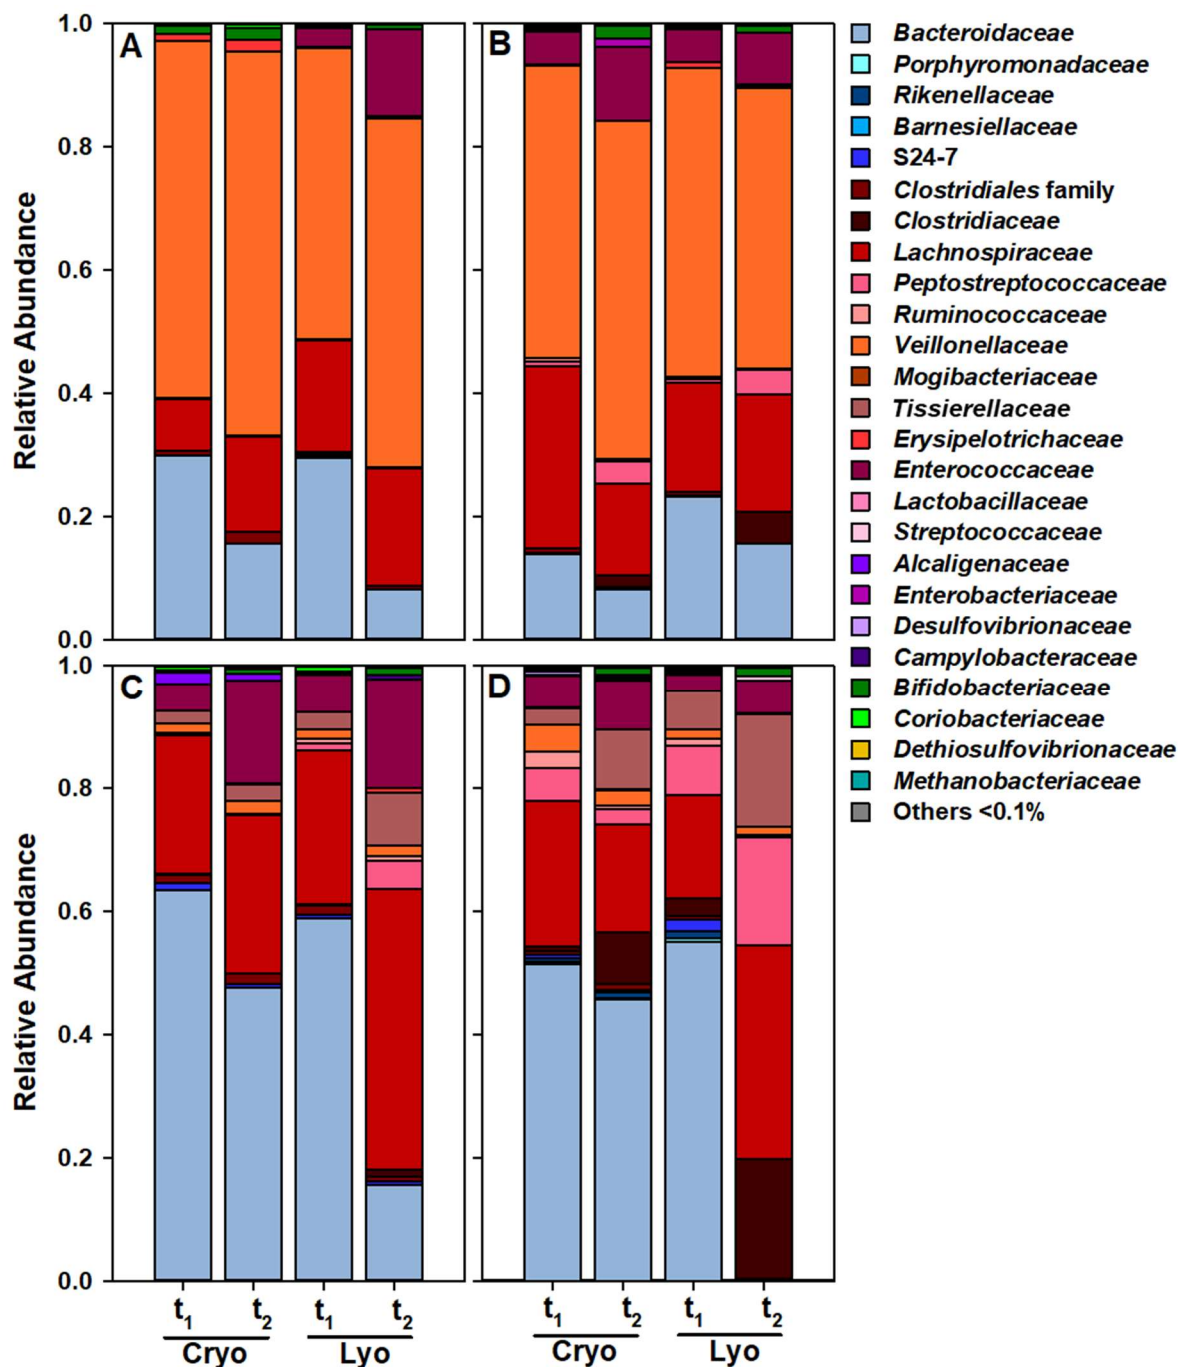 A
B
1.0
0.8
0.6
0.4
0.2
0.0
Relative Abundance
C
D
1.0
0.8
0.6
0.4
0.2
0.0
Relative Abundance
t1 t2 t1 t2 t1 t2 t1 t2
Cryo Lyo Cryo Lyo
Bacteroidaceae
Porphyromonadaceae
Rikenellaceae
Barnesiellaceae
S24-7
Clostridiales family
Clostridiaceae
Lachnospiraceae
Peptostreptococcaceae
Ruminococcaceae
Veillonellaceae
Mogibacteriaceae
Tissierellaceae
Erysipelotrichaceae
Enterococcaceae
Lactobacillaceae
Streptococcaceae
Alcaligenaceae
Enterobacteriaceae
Desulfovibrionaceae
Campylobacteraceae
Bifidobacteriaceae
Coriobacteriaceae
Dethiosulfovibrionaceae
Methanobacteriaceae
Others <0.1%